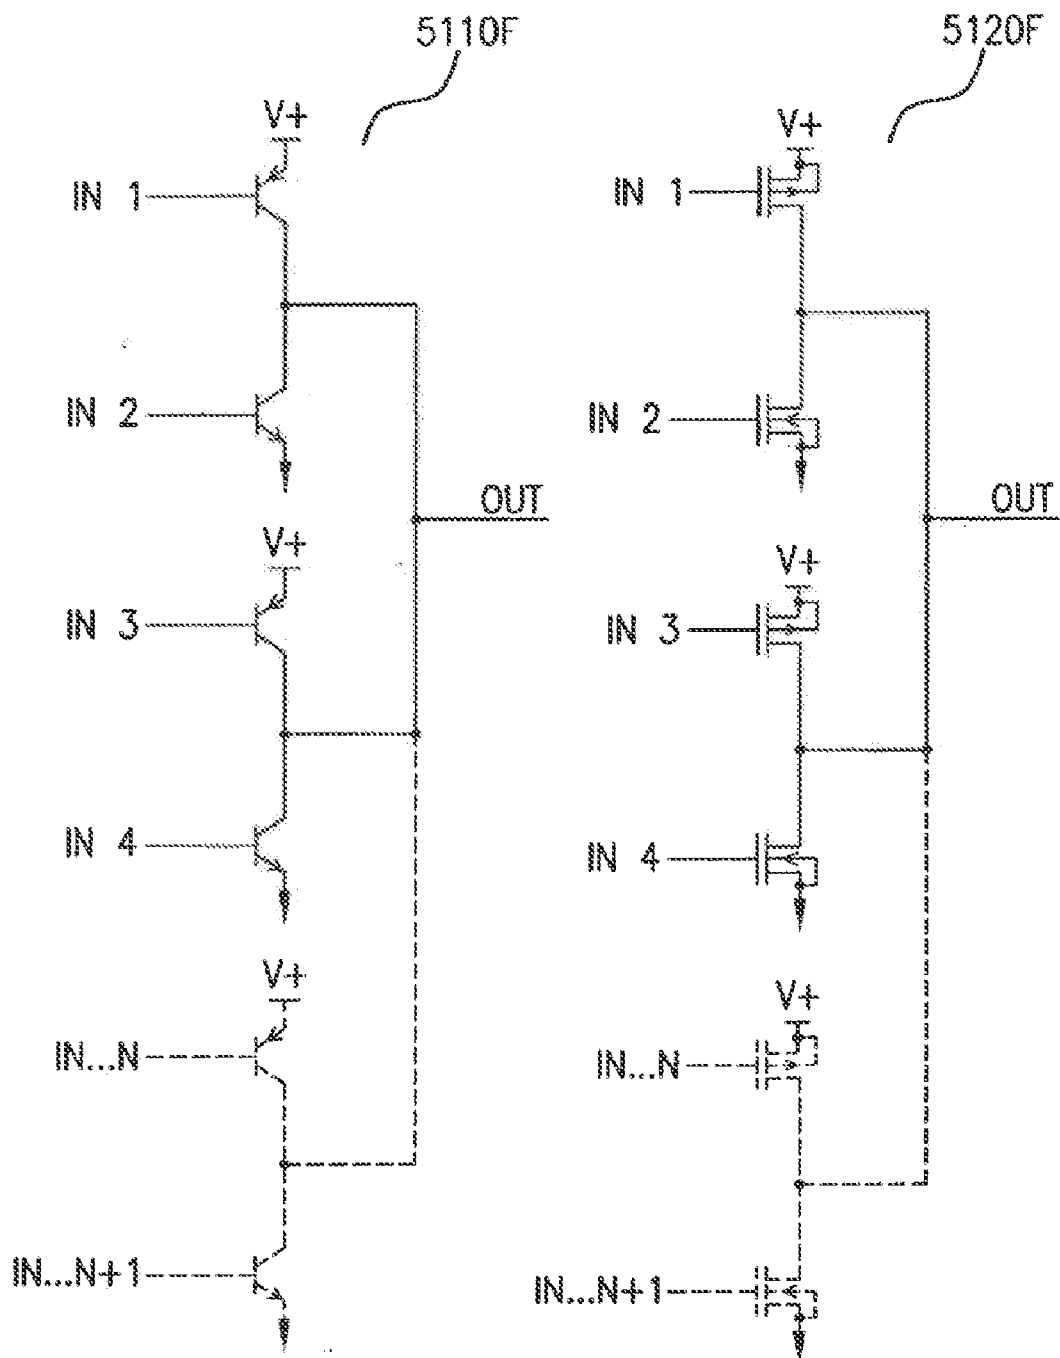 5110F
5120F
V+
IN 1
IN 2
OUT
V+
IN 3
IN 4
V+
IN...N
IN...N+1
V+
IN 1
IN 2
OUT
V+
IN 3
IN 4
V+
IN...N
IN...N+1